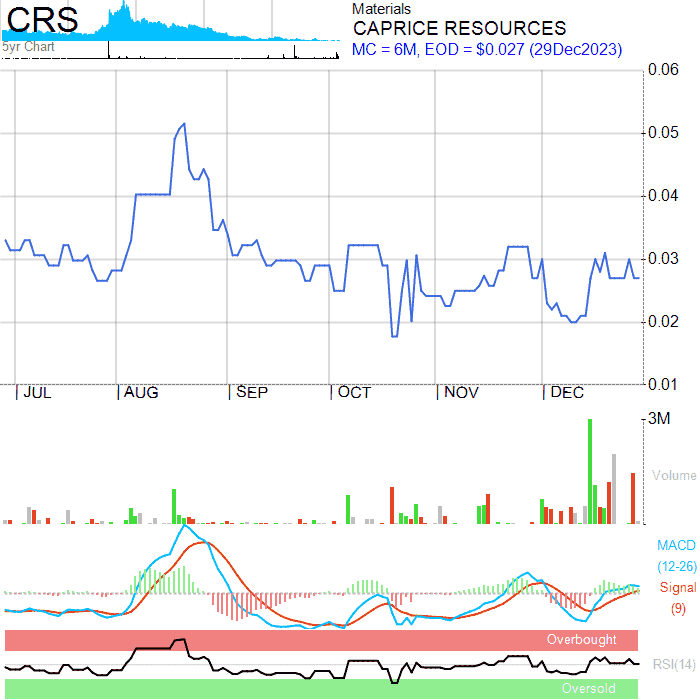 CRS
5yr Chart
Materials
CAPRICE RESOURCES
MC = 6M, EOD = $0.027 (29Dec2023)
0.06
0.05
0.04
0.03
0.02
0.01
JUL AUG SEP OCT NOV DEC
3M
Volume
MACD
(12-26)
Signal
(9)
Overbought
RSI(14)
Oversold